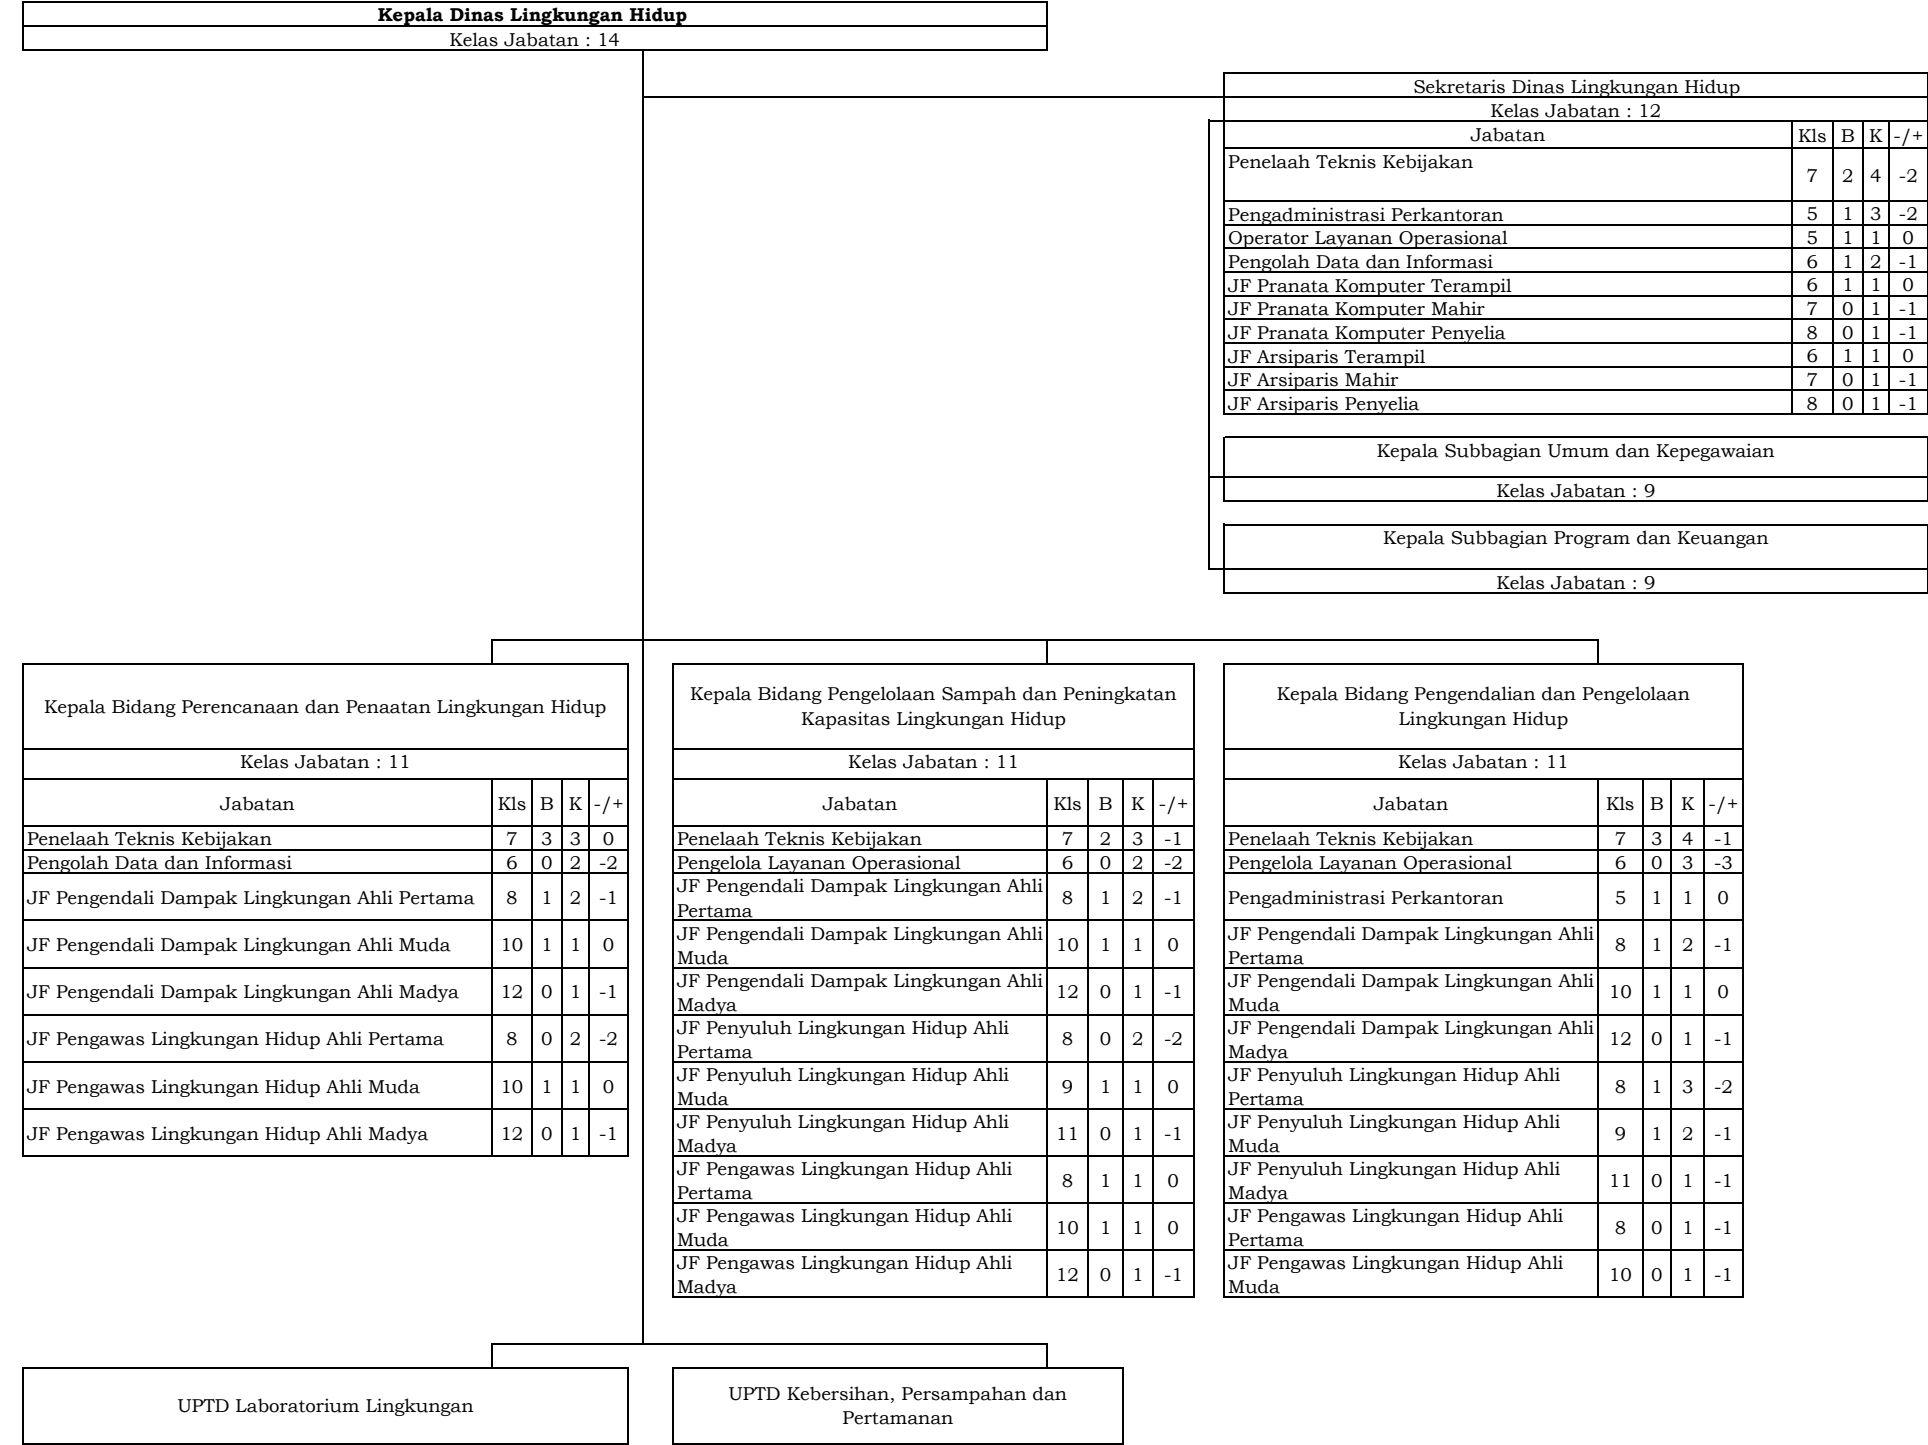 Kepala Dinas Lingkungan Hidup
Kelas Jabatan : 14
Sekretaris Dinas Lingkungan Hidup
Kelas Jabatan : 12
Jabatan Kls B K -/+
Penelaah Teknis Kebijakan 7 2 4 -2
Pengadministrasi Perkantoran 5 1 3 -2
Operator Layanan Operasional 5 1 1 0
Pengolah Data dan Informasi 6 1 2 -1
JF Pranata Komputer Terampil 6 1 1 0
JF Pranata Komputer Mahir 7 0 1 -1
JF Pranata Komputer Penyelia 8 0 1 -1
JF Arsiparis Terampil 6 1 1 0
JF Arsiparis Mahir 7 0 1 -1
JF Arsiparis Penyelia 8 0 1 -1
Kepala Subbagian Umum dan Kepegawaian
Kelas Jabatan : 9
Kepala Subbagian Program dan Keuangan
Kelas Jabatan : 9
Kepala Bidang Perencanaan dan Penaatan Lingkungan Hidup
Kelas Jabatan : 11
Jabatan Kls B K -/+
Penelaah Teknis Kebijakan 7 3 3 0
Pengolah Data dan Informasi 6 0 2 -2
JF Pengendali Dampak Lingkungan Ahli Pertama 8 1 2 -1
JF Pengendali Dampak Lingkungan Ahli Muda 10 1 1 0
JF Pengendali Dampak Lingkungan Ahli Madya 12 0 1 -1
JF Pengawas Lingkungan Hidup Ahli Pertama 8 0 2 -2
JF Pengawas Lingkungan Hidup Ahli Muda 10 1 1 0
JF Pengawas Lingkungan Hidup Ahli Madya 12 0 1 -1
Kepala Bidang Pengelolaan Sampah dan Peningkatan
Kapasitas Lingkungan Hidup
Kelas Jabatan : 11
Jabatan Kls B K -/+
Penelaah Teknis Kebijakan 7 2 3 -1
Pengelola Layanan Operasional 6 0 2 -2
JF Pengendali Dampak Lingkungan Ahli
Pertama 8 1 2 -1
JF Pengendali Dampak Lingkungan Ahli
Muda 10 1 1 0
JF Pengendali Dampak Lingkungan Ahli
Madya 12 0 1 -1
JF Penyuluh Lingkungan Hidup Ahli
Pertama 8 0 2 -2
JF Penyuluh Lingkungan Hidup Ahli
Muda 9 1 1 0
JF Penyuluh Lingkungan Hidup Ahli
Madya 11 0 1 -1
JF Pengawas Lingkungan Hidup Ahli
Pertama 8 1 1 0
JF Pengawas Lingkungan Hidup Ahli
Muda 10 1 1 0
JF Pengawas Lingkungan Hidup Ahli
Madya 12 0 1 -1
Kepala Bidang Pengendalian dan Pengelolaan
Lingkungan Hidup
Kelas Jabatan : 11
Jabatan Kls B K -/+
Penelaah Teknis Kebijakan 7 3 4 -1
Pengelola Layanan Operasional 6 0 3 -3
Pengadministrasi Perkantoran 5 1 1 0
JF Pengendali Dampak Lingkungan Ahli
Pertama 8 1 2 -1
JF Pengendali Dampak Lingkungan Ahli
Muda 10 1 1 0
JF Pengendali Dampak Lingkungan Ahli
Madya 12 0 1 -1
JF Penyuluh Lingkungan Hidup Ahli
Pertama 8 1 3 -2
JF Penyuluh Lingkungan Hidup Ahli
Muda 9 1 2 -1
JF Penyuluh Lingkungan Hidup Ahli
Madya 11 0 1 -1
JF Pengawas Lingkungan Hidup Ahli
Pertama 8 0 1 -1
JF Pengawas Lingkungan Hidup Ahli
Muda 10 0 1 -1
UPTD Laboratorium Lingkungan
UPTD Kebersihan, Persampahan dan
Pertamanan